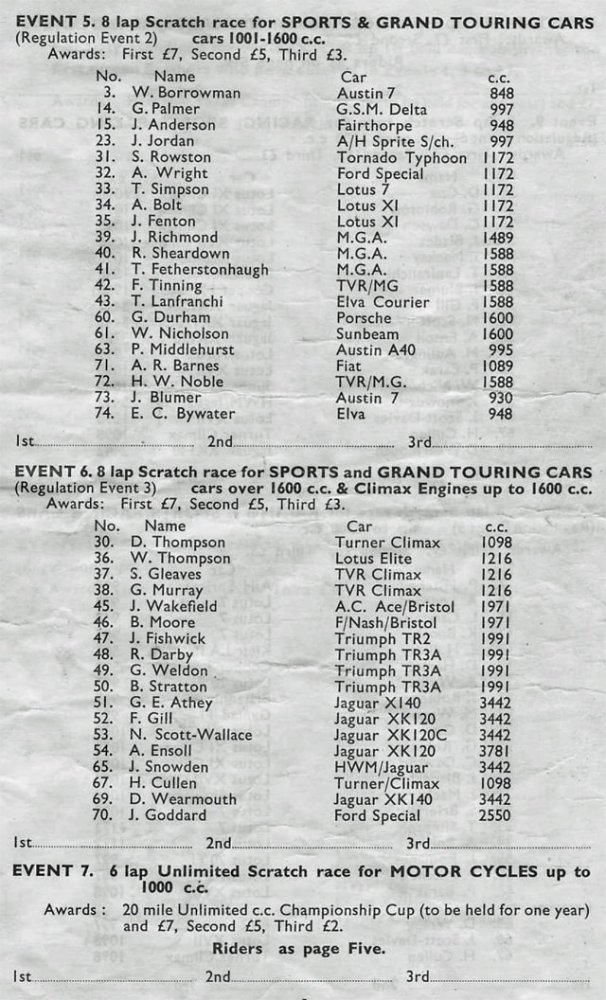 EVENT 5. 8 lap Scratch race for SPORTS & GRAND TOURING CARS
(Regulation Event 2) cars 1001-1600 c.c.
Awards: First £7, Second £5, Third £3.
No. Name Car c.c.
3. W. Borrowman Austin 7 848
14. G. Palmer G.S.M. Delta 997
15. J. Anderson Fairthorpe 948
23. J. Jordan A/H Sprite S/ch. 997
31. S. Rowston Tornado Typhoon 1172
32. A. Wright Ford Special 1172
33. T. Simpson Lotus 7 1172
34. A. Bolt Lotus XI 1172
35. J. Fenton Lotus XI 1172
39. J. Richmond M.G.A. 1489
40. R. Sheardown M.G.A. 1588
41. T. Fetherstonhaugh M.G.A. 1588
42. F. Tinning TVR/MG 1588
43. T. Lanfranchi Elva Courier 1588
60. G. Durham Porsche 1600
61. W. Nicholson Sunbeam 1600
63. P. Middlehurst Austin A40 995
71. A. R. Barnes Fiat 1089
72. H. W. Noble TVR/M.G. 1588
73. J. Blumer Austin 7 930
74. E. C. Bywater Elva 948
1st........ 2nd........ 3rd........
EVENT 6. 8 lap Scratch race for SPORTS and GRAND TOURING CARS
(Regulation Event 3) cars over 1600 c.c. & Climax Engines up to 1600 c.c.
Awards: First £7, Second £5, Third £3.
No. Name Car c.c.
30. D. Thompson Turner Climax 1098
36. W. Thompson Lotus Elite 1216
37. S. Gleaves TVR Climax 1216
38. G. Murray TVR Climax 1216
45. J. Wakefield A.C. Ace/Bristol 1971
46. B. Moore F/Nash/Bristol 1971
47. J. Fishwick Triumph TR2 1991
48. R. Darby Triumph TR3A 1991
49. G. Weldon Triumph TR3A 1991
50. B. Stratton Triumph TR3A 1991
51. G. E. Athey Jaguar X140 3442
52. F. Gill Jaguar XK120 3442
53. N. Scott-Wallace Jaguar XK120C 3442
54. A. Ensoll Jaguar XK120 3781
65. J. Snowden HWM/Jaguar 3442
67. H. Cullen Turner/Climax 1098
69. D. Wearmouth Jaguar XK140 3442
70. J. Goddard Ford Special 2550
1st........ 2nd........ 3rd........
EVENT 7. 6 lap Unlimited Scratch race for MOTOR CYCLES up to
1000 c.c.
Awards : 20 mile Unlimited c.c. Championship Cup (to be held for one year)
and £7, Second £5, Third £2.
Riders as page Five.
1st........ 2nd........ 3rd........